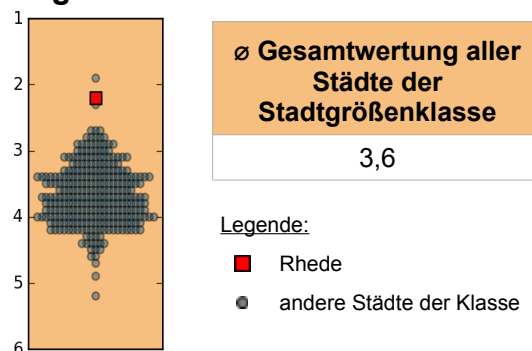 1
2
3
4
5
6
⌀ Gesamtwertung aller
Städte der
Stadtgrößenklasse
3,6
Legende:
Rhede
andere Städte der Klasse